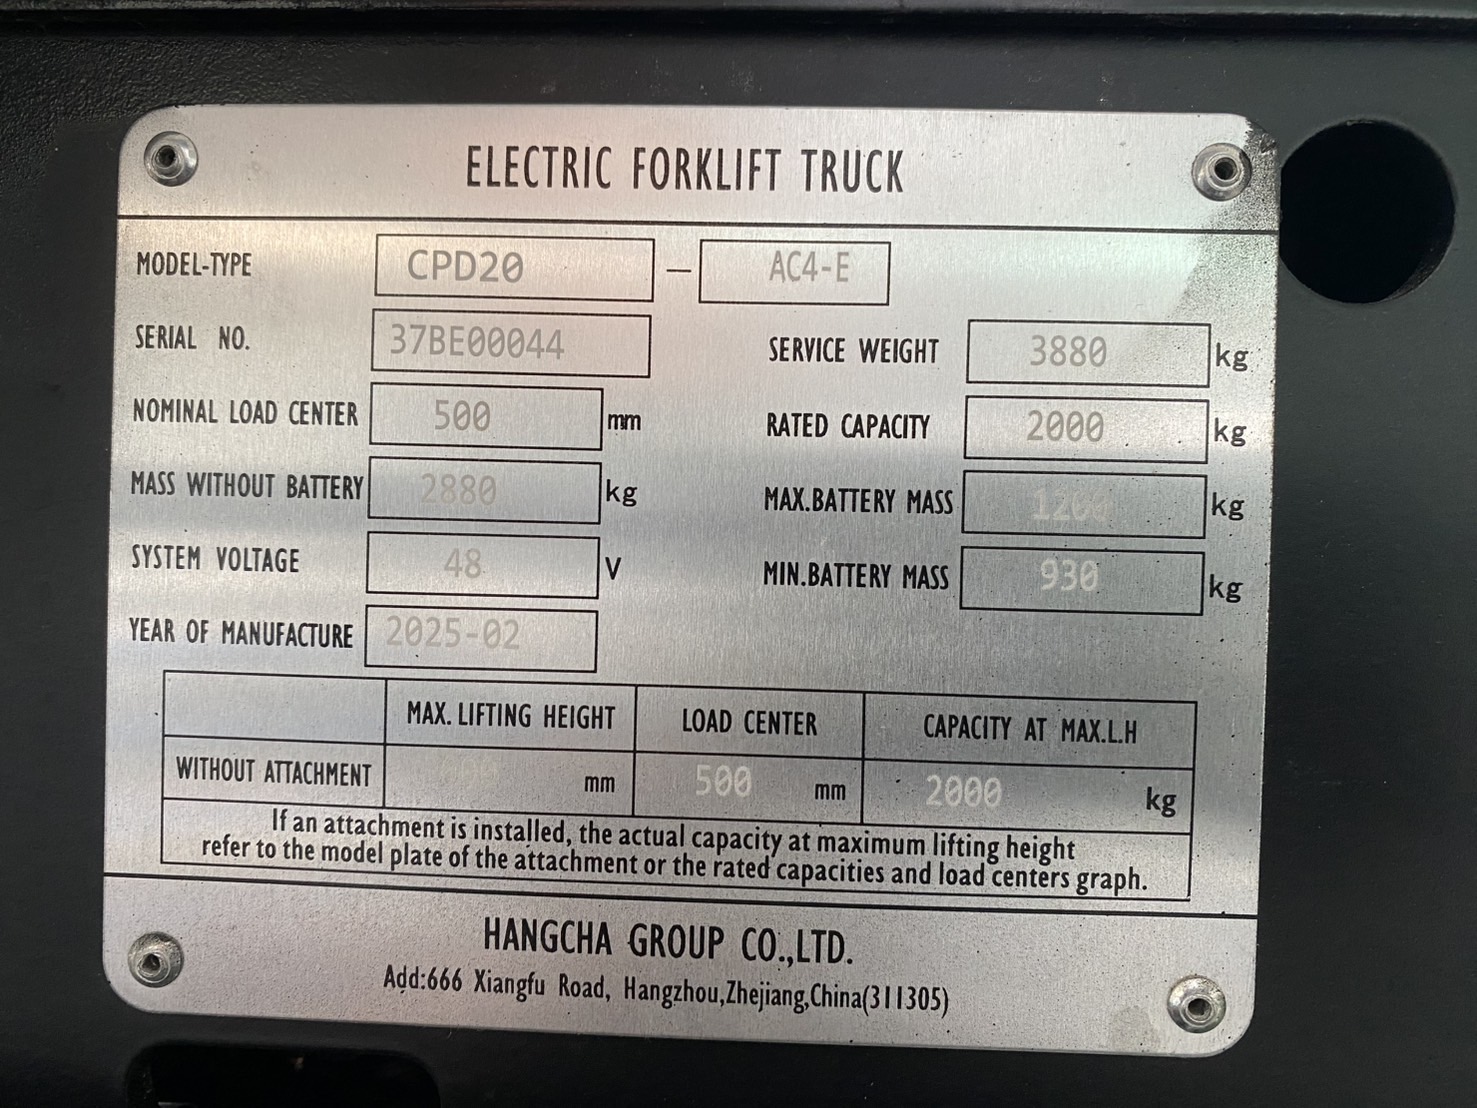 ELECTRIC FORKLIFT TRUCK
MODEL-TYPE CPD20 — AC4-E
SERIAL NO. 37BE00044
SERVICE WEIGHT 3880 kg
NOMINAL LOAD CENTER 500 mm
RATED CAPACITY 2000 kg
MASS WITHOUT BATTERY 2880 kg
MAX.BATTERY MASS kg
SYSTEM VOLTAGE 48 V
MIN.BATTERY MASS 930 kg
YEAR OF MANUFACTURE 2025-02
MAX. LIFTING HEIGHT LOAD CENTER CAPACITY AT MAX.L.H
WITHOUT ATTACHMENT mm 500 mm 2000 kg
If an attachment is installed, the actual capacity at maximum lifting height
refer to the model plate of the attachment or the rated capacities and load centers graph.
HANGCHA GROUP CO.,LTD.
Add:666 Xiangfu Road, Hangzhou,Zhejiang,China(311305)